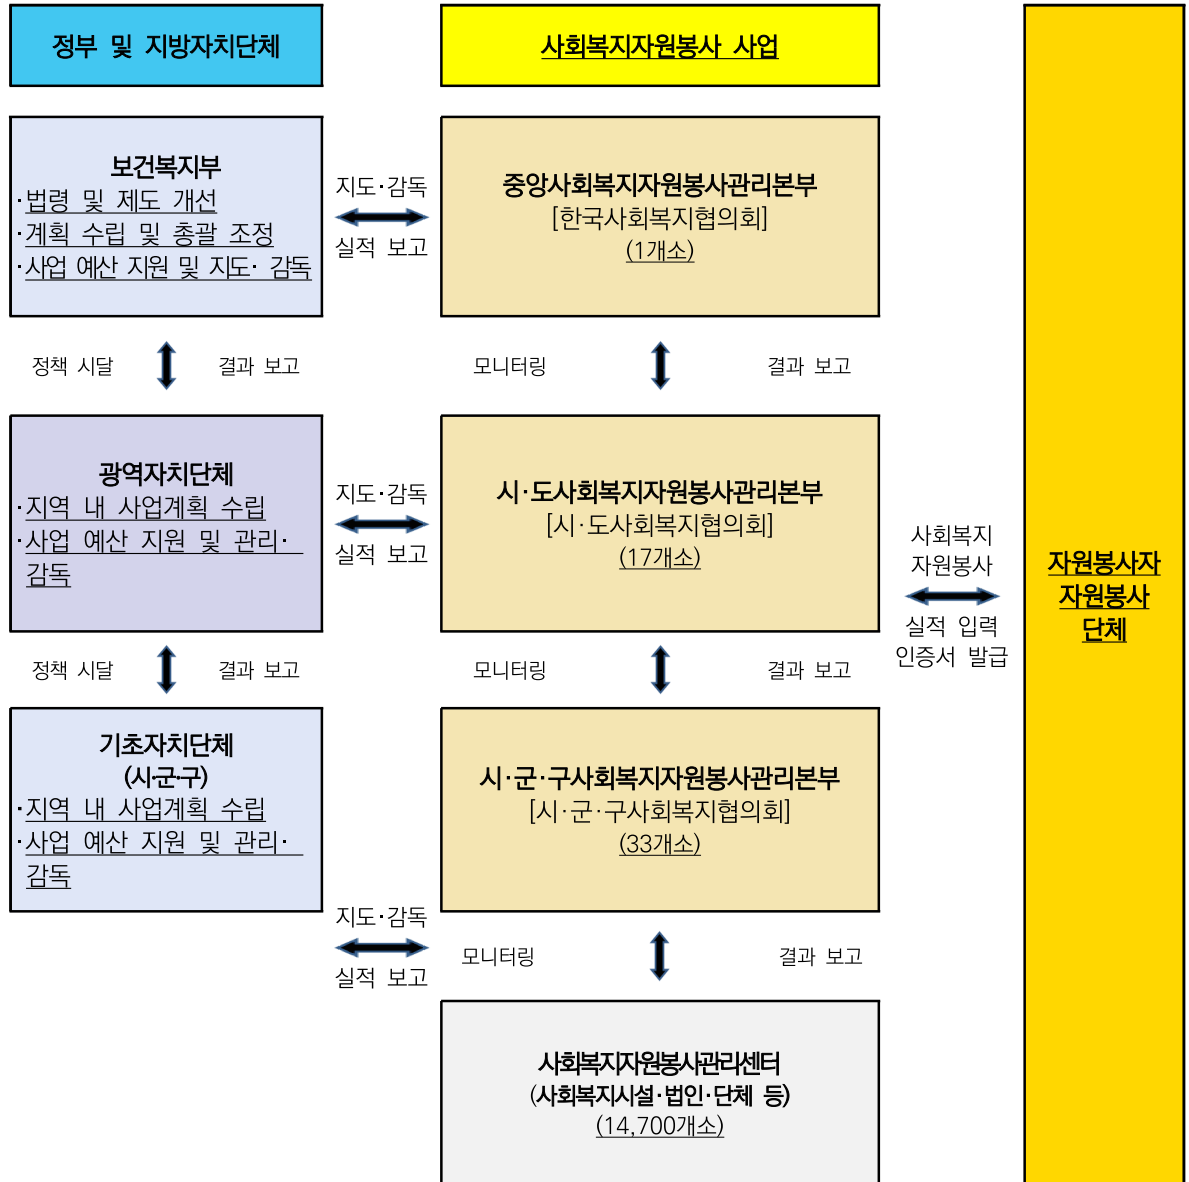 정부 및 지방자치단체
사회복지자원봉사 사업
보건복지부
·법령 및 제도 개선
·계획 수립 및 총괄 조정
·사업 예산 지원 및 지도· 감독
지도·감독
실적 보고
중앙사회복지자원봉사관리본부
[한국사회복지협의회]
(1개소)
정책 시달
결과 보고
모니터링
결과 보고
광역자치단체
·지역 내 사업계획 수립
·사업 예산 지원 및 관리·
감독
지도·감독
실적 보고
시·도사회복지자원봉사관리본부
[시·도사회복지협의회]
(17개소)
사회복지
자원봉사
실적 입력
인증서 발급
자원봉사자
자원봉사
단체
정책 시달
결과 보고
모니터링
결과 보고
기초자치단체
(시·군·구)
·지역 내 사업계획 수립
·사업 예산 지원 및 관리·
감독
시·군·구사회복지자원봉사관리본부
[시·군·구사회복지협의회]
(33개소)
지도·감독
실적 보고
모니터링
결과 보고
사회복지자원봉사관리센터
(사회복지시설·법인·단체 등)
(14,700개소)